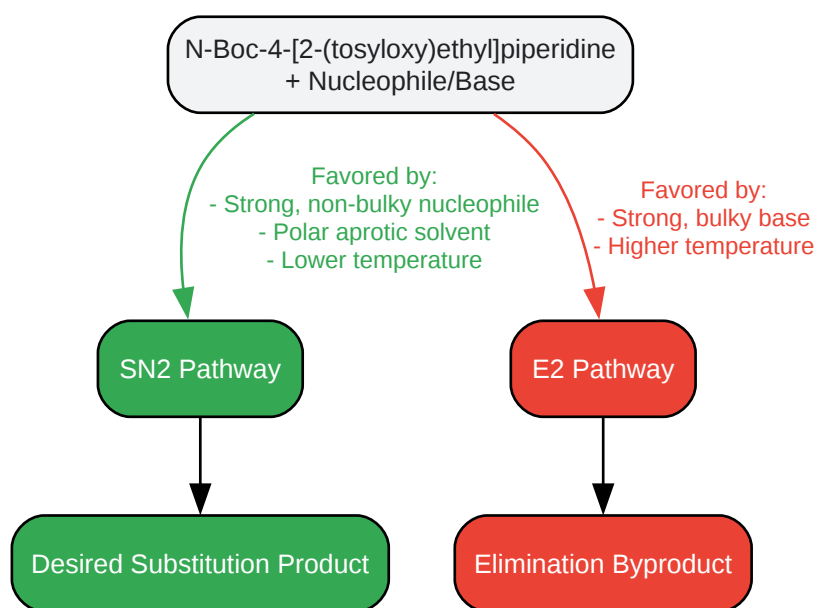 N-Boc-4-[2-(tosyloxy)ethyl]piperidine
+ Nucleophile/Base
Favored by:
- Strong, non-bulky nucleophile
- Polar aprotic solvent
- Lower temperature
Favored by:
- Strong, bulky base
- Higher temperature
SN2 Pathway
E2 Pathway
Desired Substitution Product
Elimination Byproduct